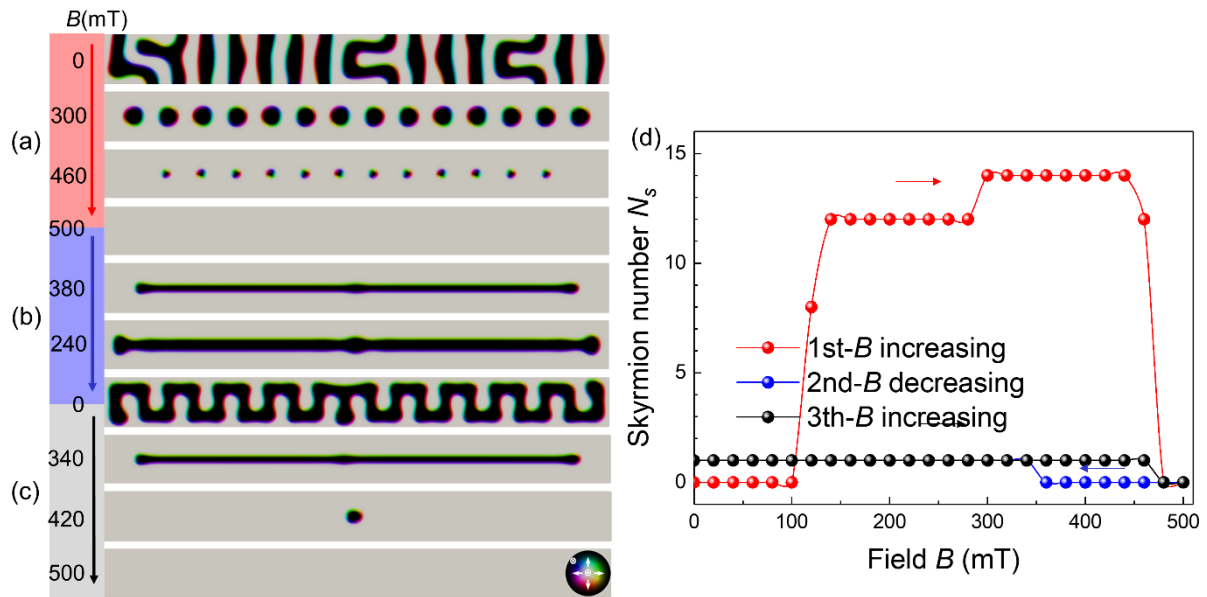 B(mT)
0
300
(a)
460
500
380
(b)
240
0
340
(c)
420
500
(d)
15
10
5
0
Skyrmion number Ns
1st-B increasing
2nd-B decreasing
3th-B increasing
0 100 200 300 400 500
Field B (mT)